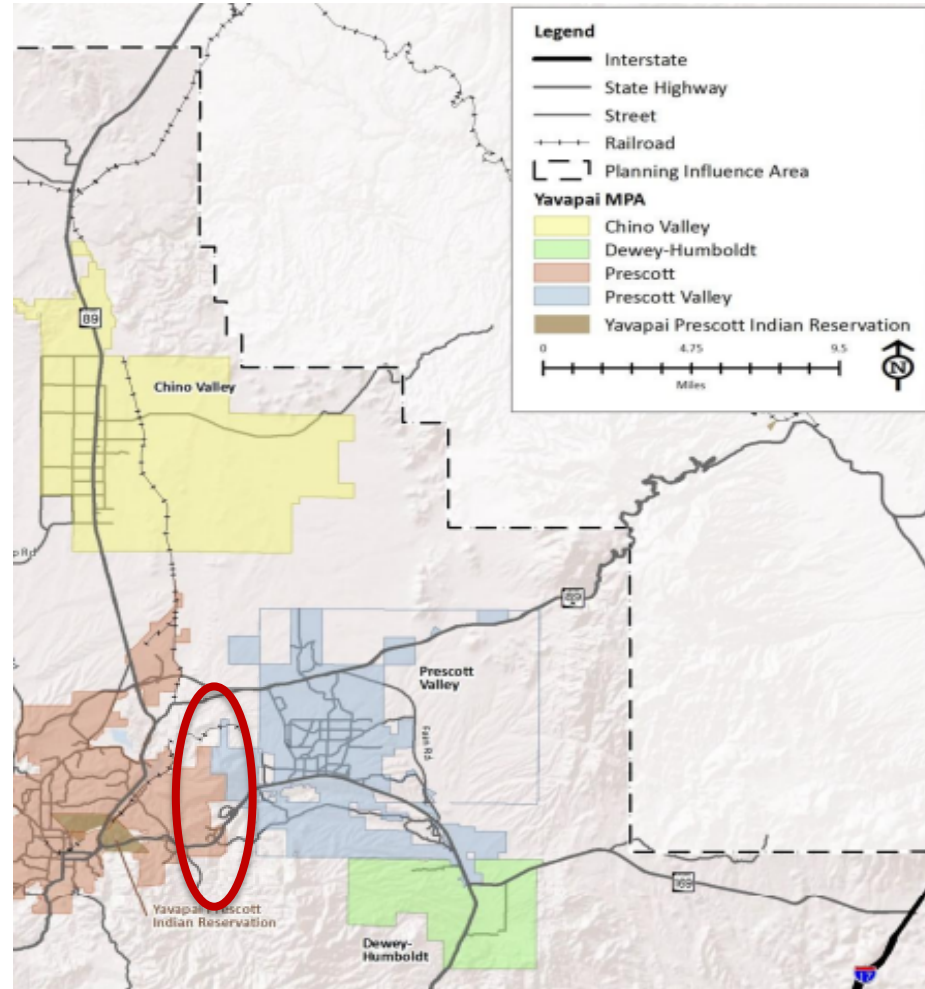 Legend
Interstate
State Highway
Street
Railroad
Planning Influence Area
Yavapai MPA
Chino Valley
Dewey-Humboldt
Prescott
Prescott Valley
Yavapai Prescott Indian Reservation
0 4.75 9.5
Miles
N
89
Chino Valley
p Rd
89
Prescott
Valley
Fain Rd
169
Yavapai Prescott
Indian Reservation
Dewey-
Humboldt
17